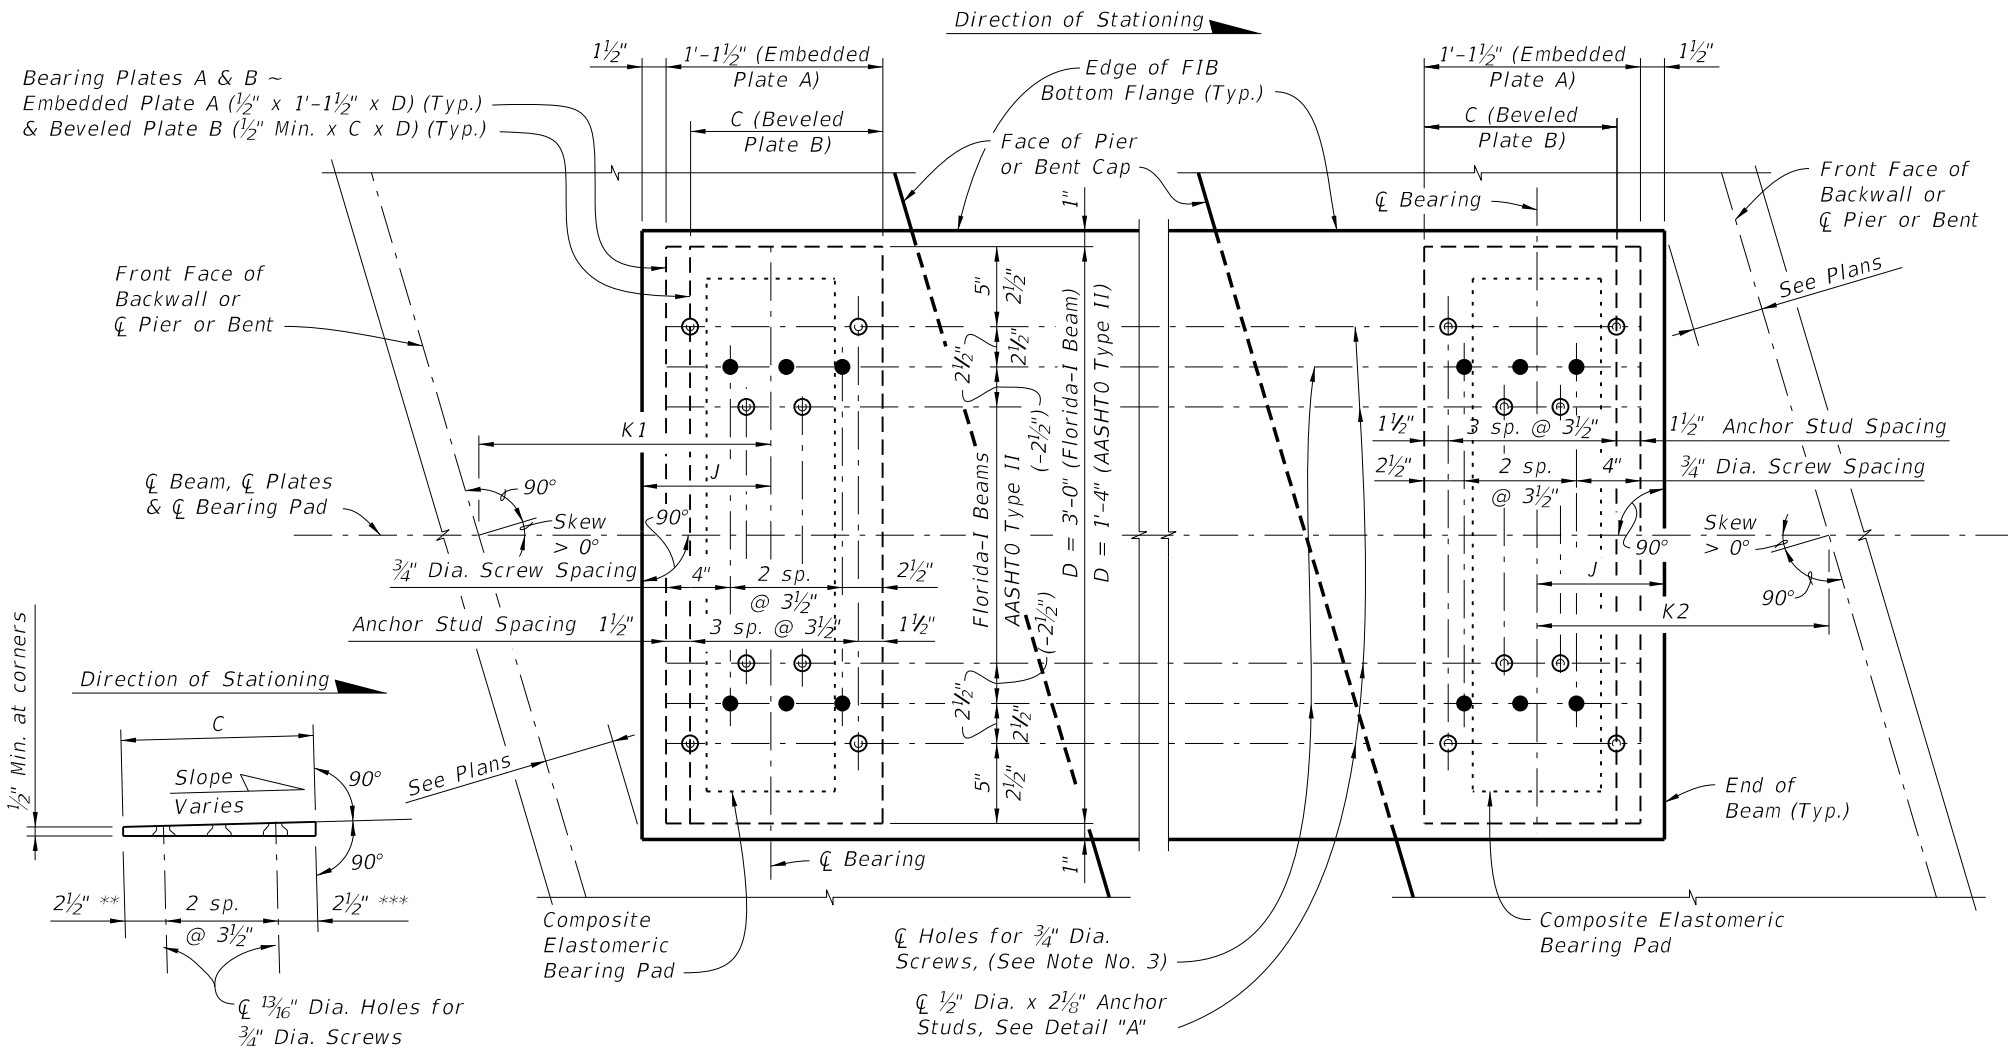 Direction of Stationing
1½"
1'-1½" (Embedded
Plate A)
Edge of FIB
Bottom Flange (Typ.)
1'-1½" (Embedded
Plate A)
1½"
Bearing Plates A & B ~
Embedded Plate A (½" x 1'-1½" x D) (Typ.)
& Beveled Plate B (½" Min. x C x D) (Typ.)
C (Beveled
Plate B)
Face of Pier
or Bent Cap
C (Beveled
Plate B)
Front Face of
Backwall or
℄ Pier or Bent
℄ Bearing
1"
See Plans
Front Face of
Backwall or
℄ Pier or Bent
5"
2½"
2½"
2½"
(-2½")
Florida-I Beams
AASHTO Type II
D = 3'-0" (Florida-I Beam)
D = 1'-4" (AASHTO Type II)
K1
J
1½"
3 sp. @ 3½"
1½" Anchor Stud Spacing
2½"
2 sp.
@ 3½"
4"
¾" Dia. Screw Spacing
℄ Beam, ℄ Plates
& ℄ Bearing Pad
90°
Skew
> 0°
90°
90°
Skew
> 0°
90°
J
K2
¾" Dia. Screw Spacing
4"
2 sp.
@ 3½"
2½"
Anchor Stud Spacing 1½"
3 sp. @ 3½"
1½"
(-2½")
2½"
2½"
5"
2½"
1"
Direction of Stationing
½" Min. at corners
C
Slope
Varies
90°
90°
See Plans
2½" **
2 sp.
@ 3½"
2½" ***
℄ 13/16" Dia. Holes for
¾" Dia. Screws
℄ Bearing
End of
Beam (Typ.)
Composite
Elastomeric
Bearing Pad
℄ Holes for ¾" Dia.
Screws, (See Note No. 3)
℄ ½" Dia. x 2⅛" Anchor
Studs, See Detail "A"
Composite Elastomeric
Bearing Pad